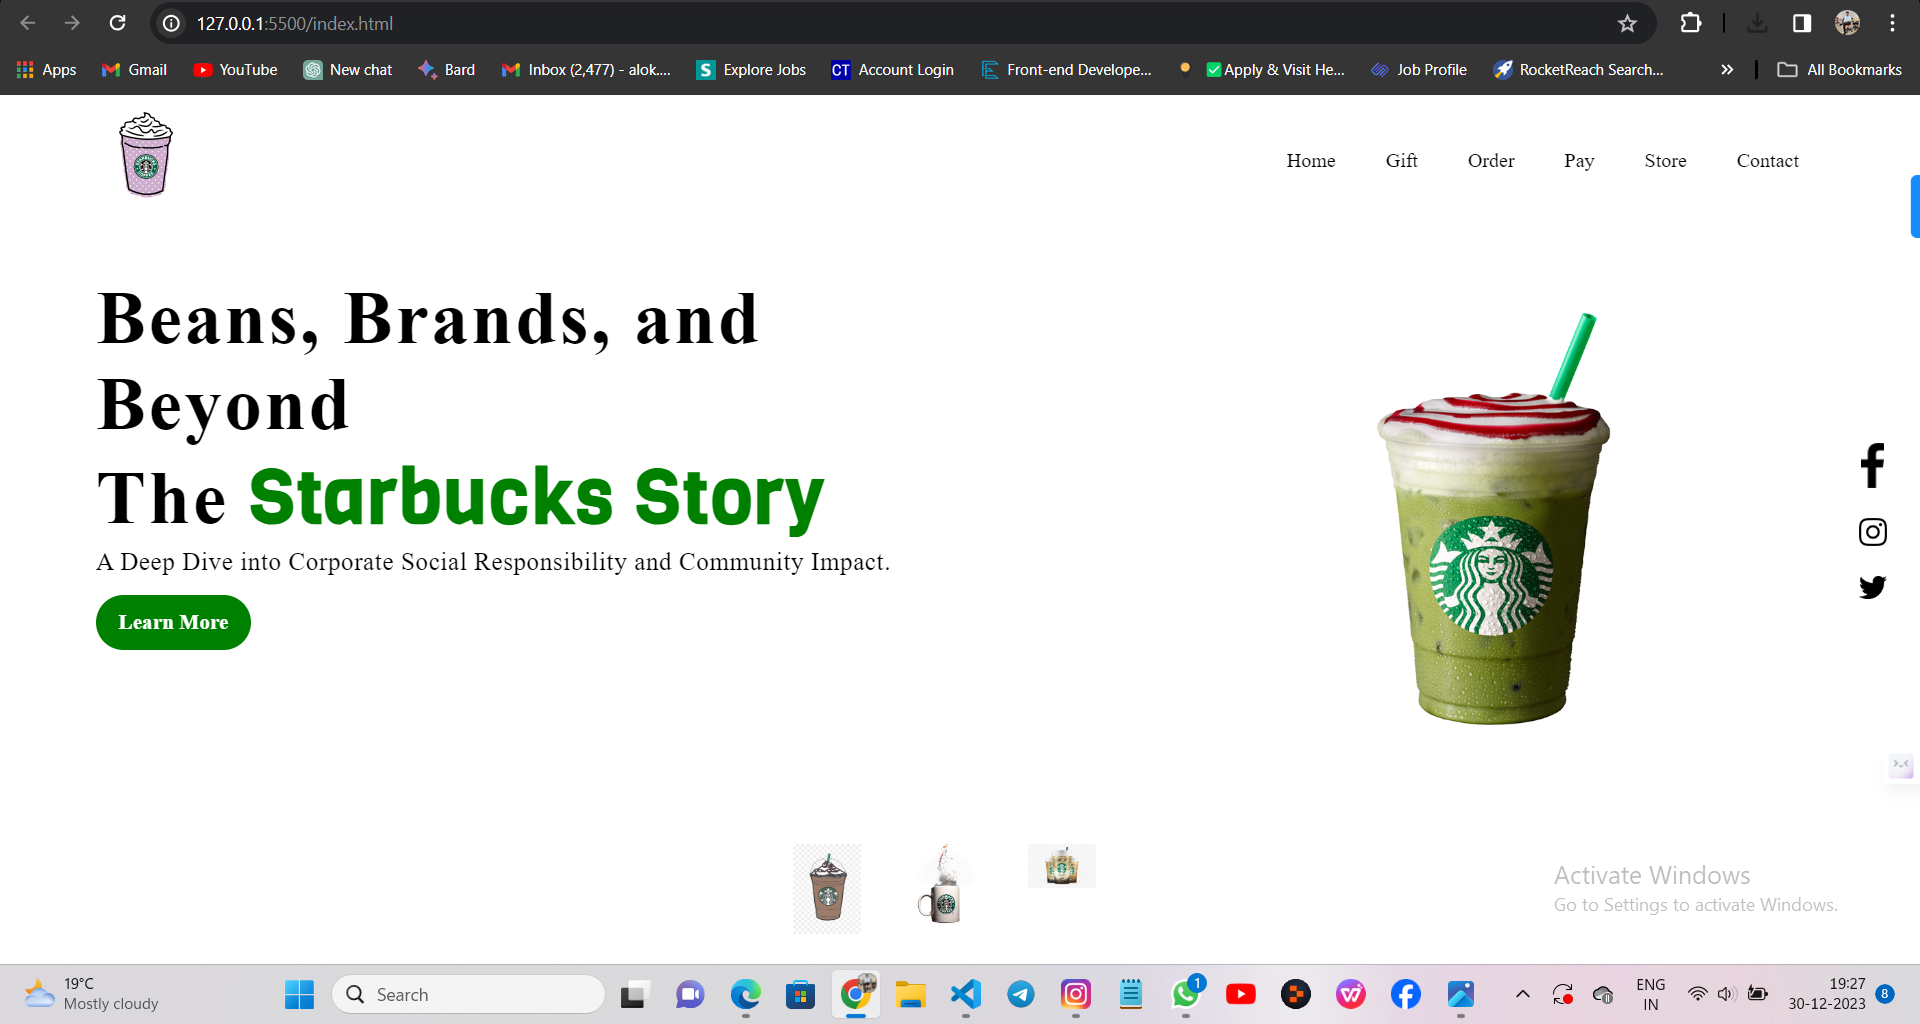 127.0.0.1:5500/index.html
Apps Gmail YouTube New chat Bard Inbox (2,477) - alok.... S Explore Jobs CT Account Login Front-end Develope... Apply & Visit He... Job Profile RocketReach Search... » All Bookmarks
Home Gift Order Pay Store Contact
Beans, Brands, and
Beyond
The Starbucks Story
A Deep Dive into Corporate Social Responsibility and Community Impact.
Learn More
Activate Windows
Go to Settings to activate Windows.
19°C
Mostly cloudy
Search
1
ENG
IN
19:27
30-12-2023
8